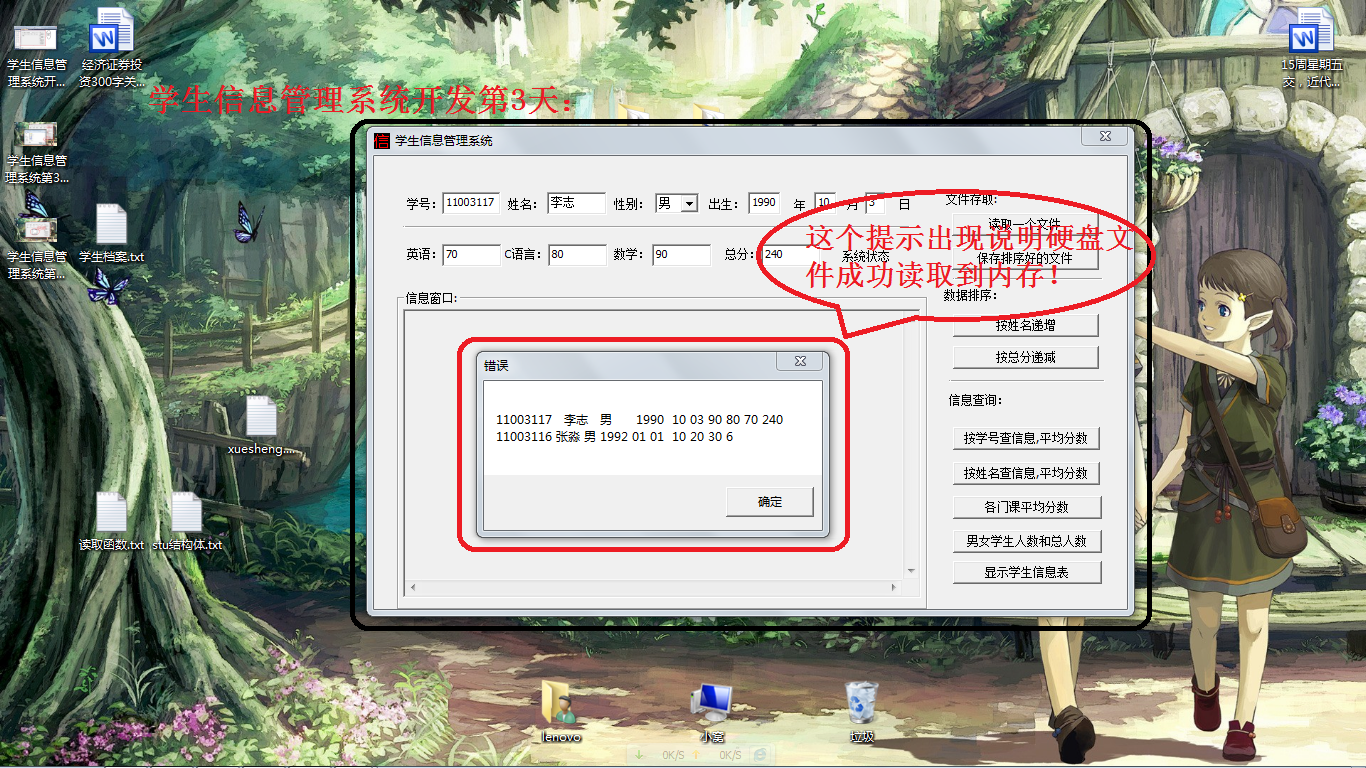 学生信息管
理系统开...
经济证券投
资300字关...
15周星期五
交，近代...
学生信息管理系统开发第3天：
学生信息管
理系统第3...
学生信息管
理系统第...
学生档案.txt
xuesheng....
读取函数.txt
stu结构体.txt
信 学生信息管理系统
学号： 11003117 姓名： 李志 性别： 男 出生： 1990 年 10 月 3 日
英语： 70 C语言： 80 数学： 90 总分： 240 系统状态
文件存取：
读取一个文件
保存排序好的文件
这个提示出现说明硬盘文
件成功读取到内存！
数据排序：
按姓名递增
按总分递减
信息查询：
按学号查信息,平均分数
按姓名查信息,平均分数
各门课平均分数
男女学生人数和总人数
显示学生信息表
信息窗口：
错误
11003117 李志 男 1990 10 03 90 80 70 240
11003116 张淼 男 1992 01 01 10 20 30 6
确定
lenovo
小窝
垃圾
0K/S 0K/S